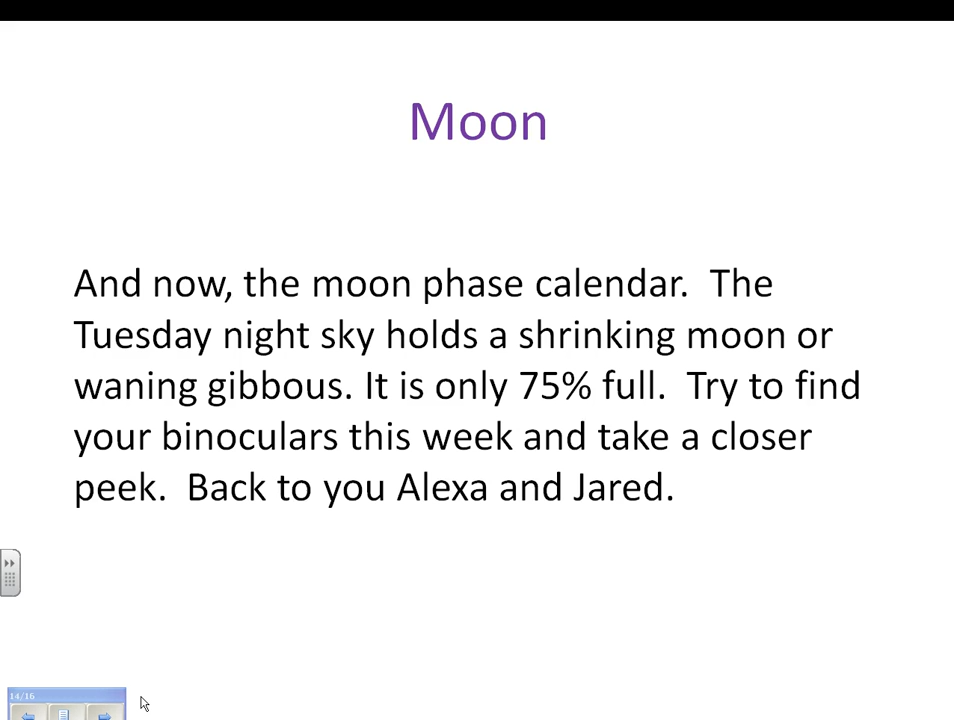 Moon
And now, the moon phase calendar.  The
Tuesday night sky holds a shrinking moon or
waning gibbous. It is only 75% full.  Try to find
your binoculars this week and take a closer
peek.  Back to you Alexa and Jared.
14/16